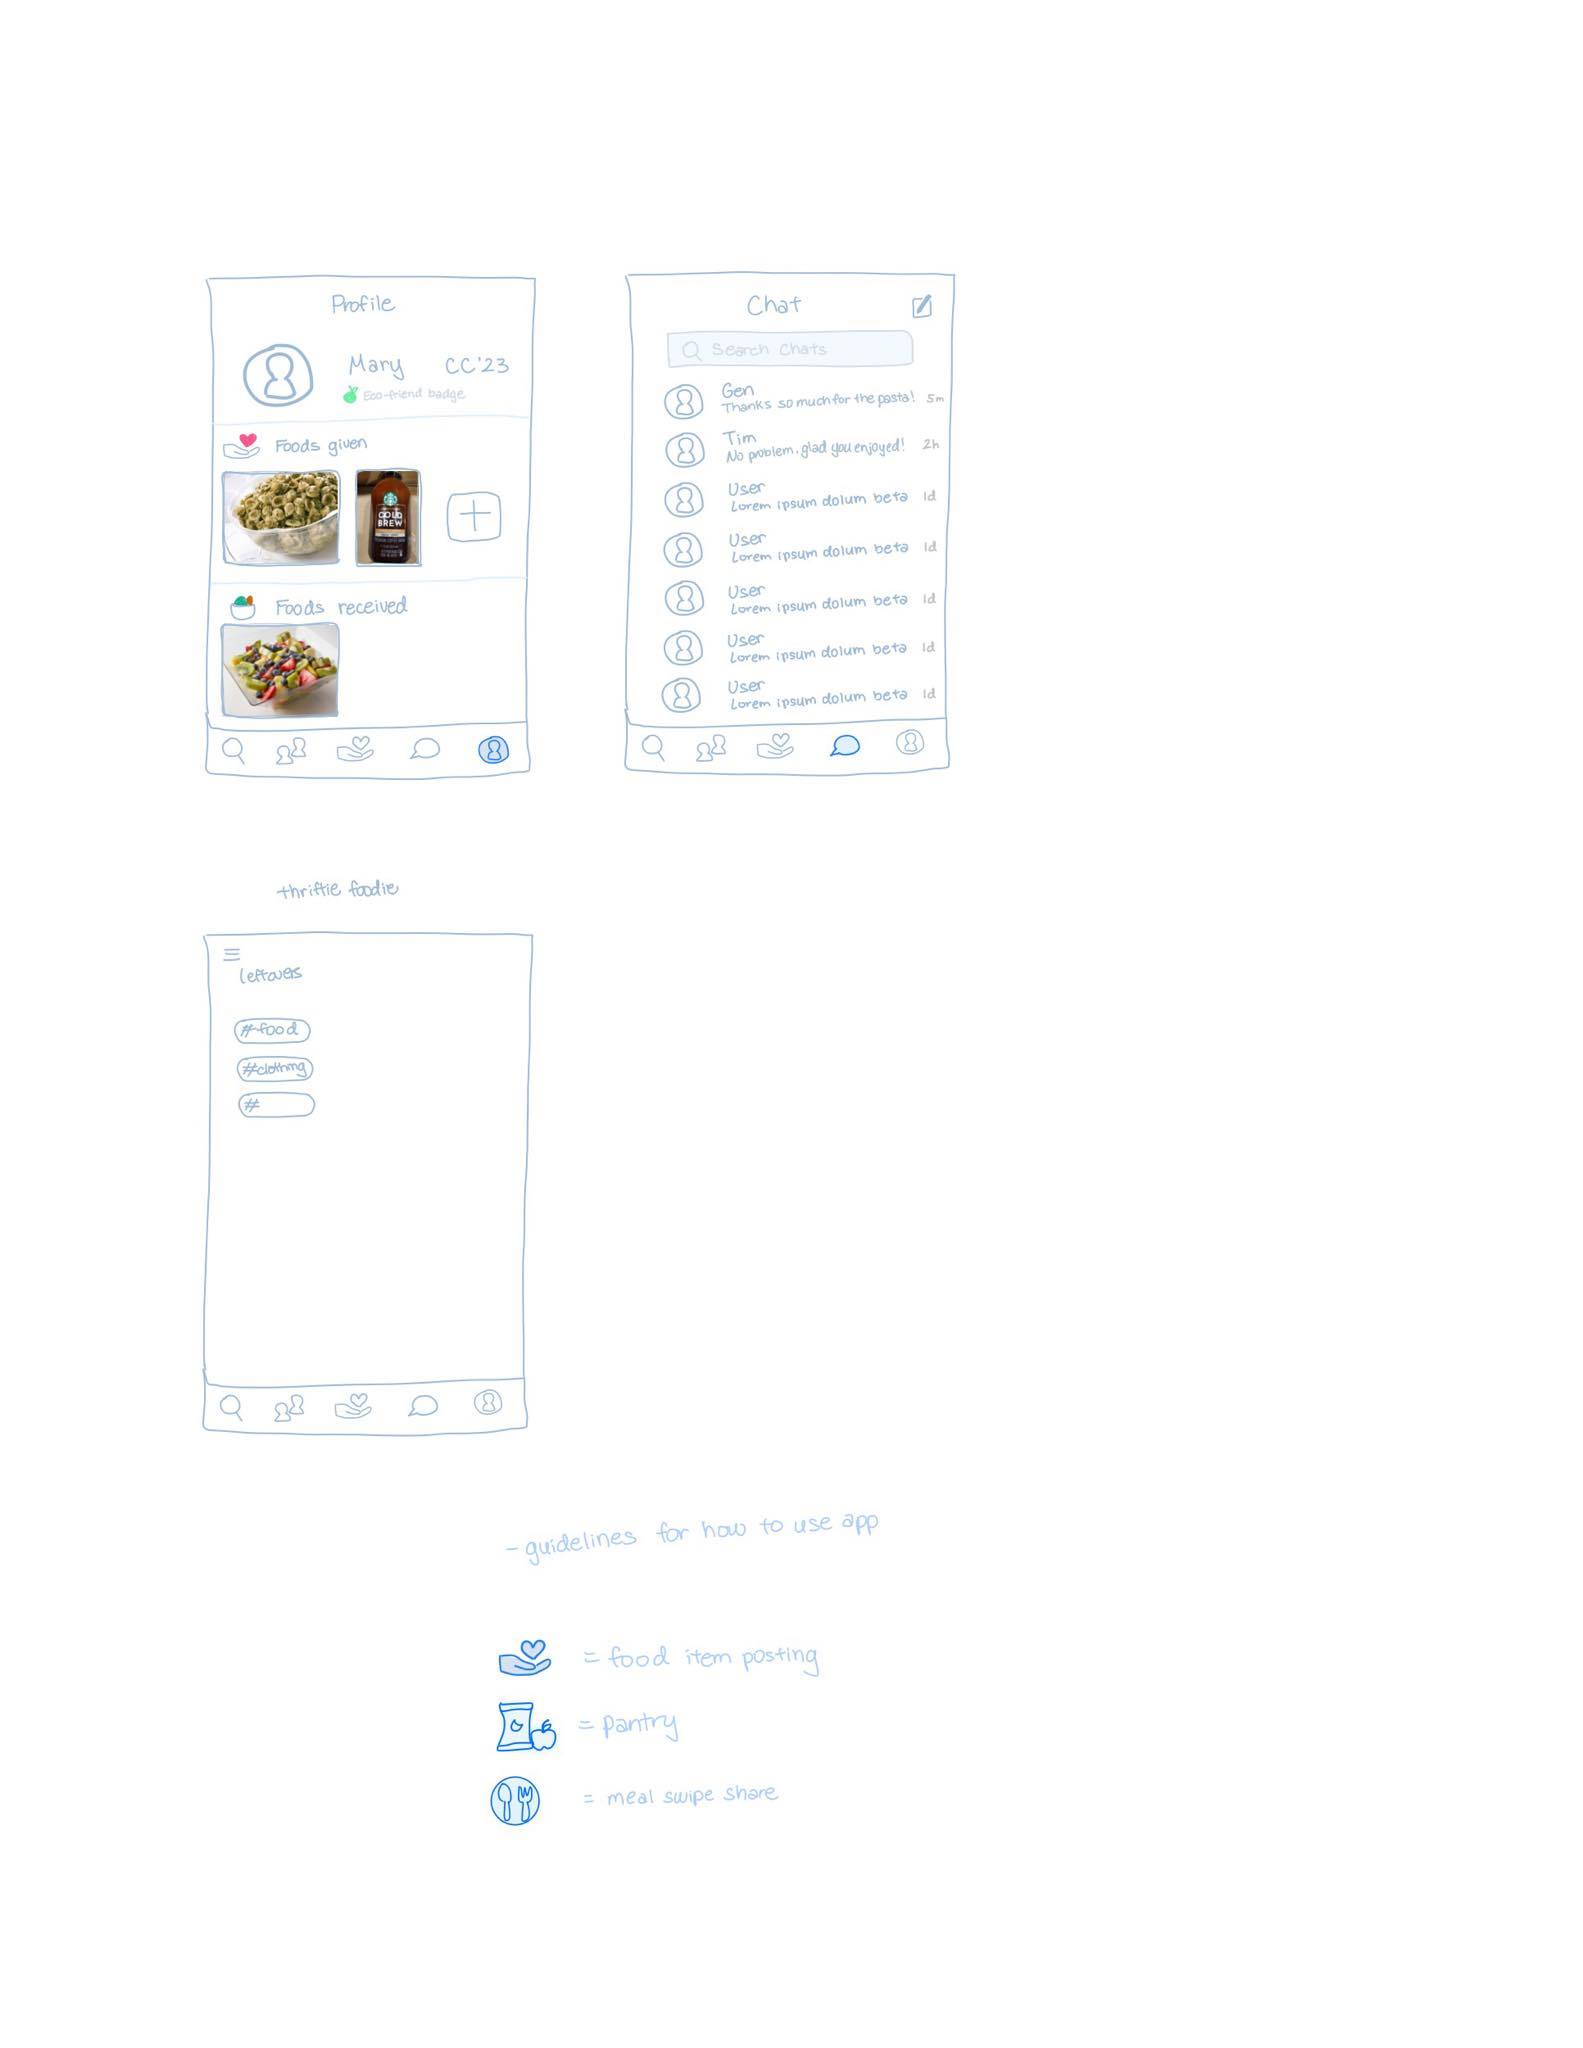 Profile
Mary CC'23
Eco-friend badge
Foods given
COLD
BREW
Foods received
Chat
Search Chats
Gen
Thanks so much for the pasta! 5m
Tim
No problem, glad you enjoyed! 2h
User
Lorem ipsum dolum beta 1d
User
Lorem ipsum dolum beta 1d
User
Lorem ipsum dolum beta 1d
User
Lorem ipsum dolum beta 1d
User
Lorem ipsum dolum beta 1d
thriftie foodie
leftovers
#food
#clothing
#
- guidelines for how to use app
= food item posting
= pantry
= meal swipe share